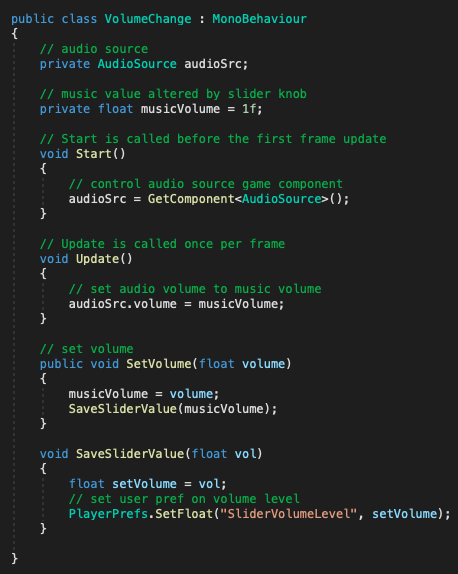 public class VolumeChange : MonoBehaviour
{
// audio source
private AudioSource audioSrc;
// music value altered by slider knob
private float musicVolume = 1f;
// Start is called before the first frame update
void Start()
{
// control audio source game component
audioSrc = GetComponent<AudioSource>();
}
// Update is called once per frame
void Update()
{
// set audio volume to music volume
audioSrc.volume = musicVolume;
}
// set volume
public void SetVolume(float volume)
{
musicVolume = volume;
SaveSliderValue(musicVolume);
}
void SaveSliderValue(float vol)
{
float setVolume = vol;
// set user pref on volume level
PlayerPrefs.SetFloat("SliderVolumeLevel", setVolume);
}
}